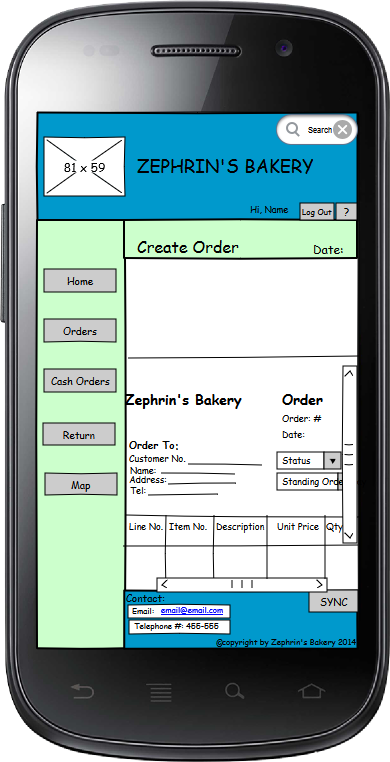 Search
81 x 59
ZEPHRIN'S BAKERY
Hi, Name
Log Out
?
Create Order
Date:
Home
Orders
Cash Orders
Return
Map
Zephrin's Bakery
Order
Order: #
Date:
Order To:
Customer No.
Name:
Address:
Tel:
Status
Standing Orde
Line No. Item No. Description Unit Price Qty
Contact:
SYNC
Email: email@email.com
Telephone #: 455-555
©copyright by Zephrin's Bakery 2014